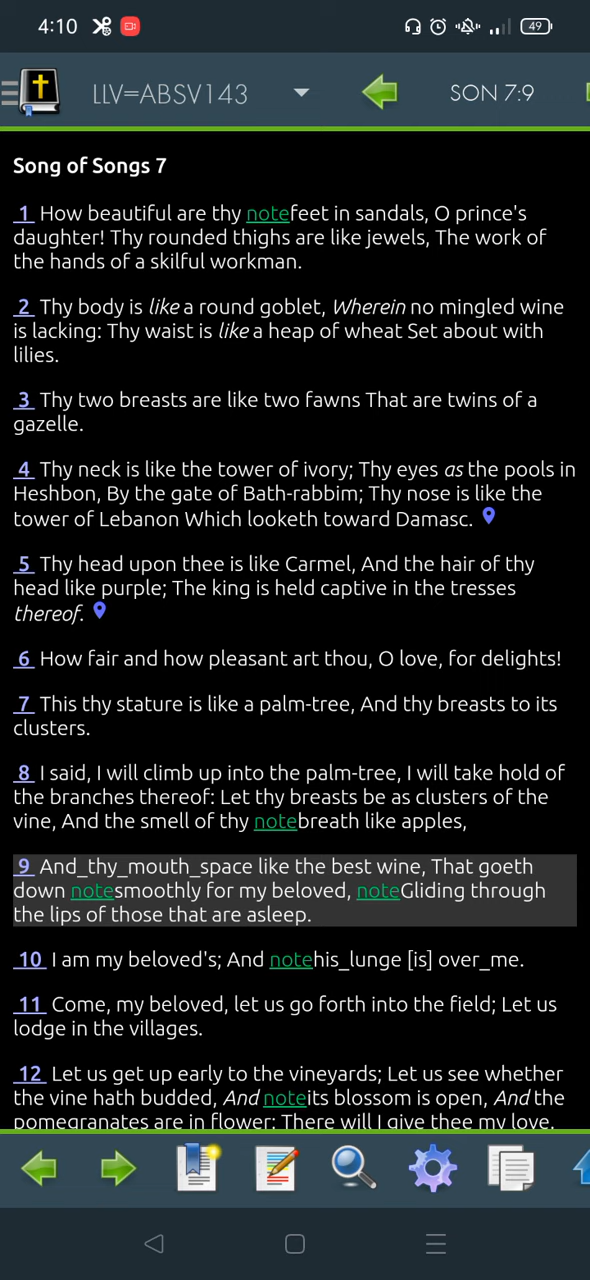 4:10
49
LLV=ABSV143
SON 7:9
Song of Songs 7
1 How beautiful are thy notefeet in sandals, O prince's
daughter! Thy rounded thighs are like jewels, The work of
the hands of a skilful workman.
2 Thy body is like a round goblet, Wherein no mingled wine
is lacking: Thy waist is like a heap of wheat Set about with
lilies.
3 Thy two breasts are like two fawns That are twins of a
gazelle.
4 Thy neck is like the tower of ivory; Thy eyes as the pools in
Heshbon, By the gate of Bath-rabbim; Thy nose is like the
tower of Lebanon Which looketh toward Damasc.
5 Thy head upon thee is like Carmel, And the hair of thy
head like purple; The king is held captive in the tresses
thereof.
6 How fair and how pleasant art thou, O love, for delights!
7 This thy stature is like a palm-tree, And thy breasts to its
clusters.
8 I said, I will climb up into the palm-tree, I will take hold of
the branches thereof: Let thy breasts be as clusters of the
vine, And the smell of thy notebreath like apples,
9 And_thy_mouth_space like the best wine, That goeth
down notesmoothly for my beloved, noteGliding through
the lips of those that are asleep.
10 I am my beloved's; And notehis_lunge [is] over_me.
11 Come, my beloved, let us go forth into the field; Let us
lodge in the villages.
12 Let us get up early to the vineyards; Let us see whether
the vine hath budded, And noteits blossom is open, And the
pomegranates are in flower: There will I give thee my love.